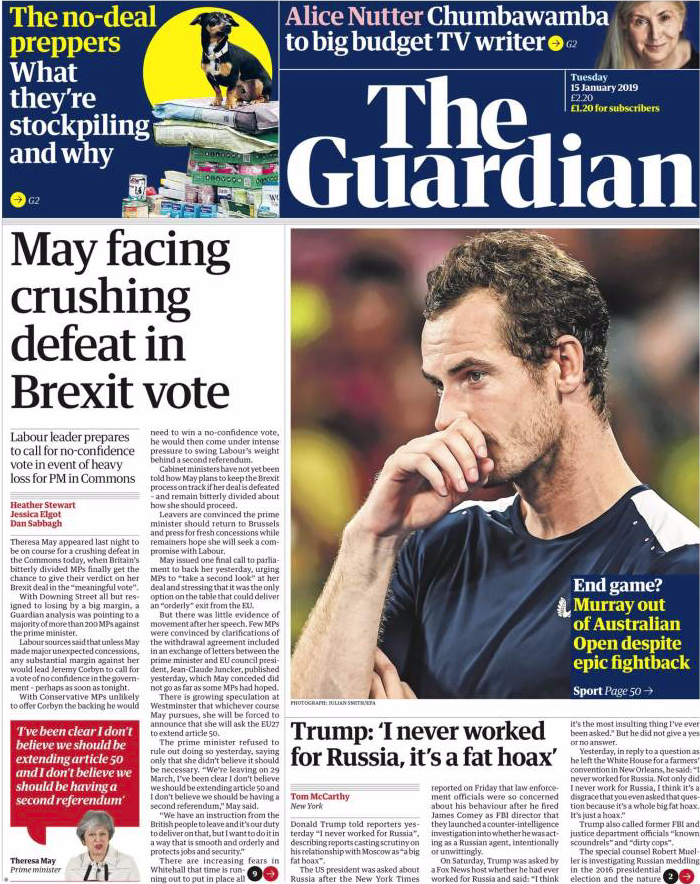 The no-deal
preppers
What
they're
stockpiling
and why
G2
Alice Nutter Chumbawamba
to big budget TV writer G2
Tuesday
15 January 2019
£2.20
£1.20 for subscribers
The
Guardian
May facing
crushing
defeat in
Brexit vote
Labour leader prepares
to call for no-confidence
vote in event of heavy
loss for PM in Commons
Heather Stewart
Jessica Elgot
Dan Sabbagh
Theresa May appeared last night to
be on course for a crushing defeat in
the Commons today, when Britain's
bitterly divided MPs finally get the
chance to give their verdict on her
Brexit deal in the "meaningful vote".
With Downing Street all but res-
igned to losing by a big margin, a
Guardian analysis was pointing to a
majority of more than 200 MPs against
the prime minister.
Labour sources said that unless May
made major unexpected concessions,
any substantial margin against her
would lead Jeremy Corbyn to call for
a vote of no confidence in the govern-
ment – perhaps as soon as tonight.
With Conservative MPs unlikely
to offer Corbyn the backing he would
'I've been clear I don't
believe we should be
extending article 50
and I don't believe we
should be having a
second referendum'
Theresa May
Prime minister
need to win a no-confidence vote,
he would then come under intense
pressure to swing Labour's weight
behind a second referendum.
Cabinet ministers have not yet been
told how May plans to keep the Brexit
process on track if her deal is defeated
– and remain bitterly divided about
how she should proceed.
Leavers are convinced the prime
minister should return to Brussels
and press for fresh concessions while
remainers hope she will seek a com-
promise with Labour.
May issued one final call to parlia-
ment to back her yesterday, urging
MPs to "take a second look" at her
deal and stressing that it was the only
option on the table that could deliver
an "orderly" exit from the EU.
But there was little evidence of
movement after her speech. Few MPs
were convinced by clarifications of
the withdrawal agreement included
in an exchange of letters between the
prime minister and EU council presi-
dent, Jean-Claude Juncker, published
yesterday, which May conceded did
not go as far as some MPs had hoped.
There is growing speculation at
Westminster that whichever course
May pursues, she will be forced to
announce that she will ask the EU27
to extend article 50.
The prime minister refused to
rule out doing so yesterday, saying
only that she didn't believe it should
be necessary. "We're leaving on 29
March, I've been clear I don't believe
we should be extending article 50 and
I don't believe we should be having a
second referendum," May said.
"We have an instruction from the
British people to leave and it's our duty
to deliver on that, but I want to do it in
a way that is smooth and orderly and
protects jobs and security."
There are increasing fears in
Whitehall that time is run-
ning out to put in place all 9
End game?
Murray out
of Australian
Open despite
epic fightback
Sport Page 50
PHOTOGRAPH: JULIAN SMITH/EPA
Trump: 'I never worked
for Russia, it's a fat hoax'
Tom McCarthy
New York
Donald Trump told reporters yes-
terday "I never worked for Russia",
describing reports casting scrutiny on
his relationship with Moscow as "a big
fat hoax".
The US president was asked about
Russia after the New York Times
reported on Friday that law enforce-
ment officials were so concerned
about his behaviour after he fired
James Comey as FBI director that
they launched a counter-intelligence
investigation into whether he was act-
ing as a Russian agent, intentionally
or unwittingly.
On Saturday, Trump was asked by
a Fox News host whether he had ever
worked for Russia and said: "I think
it's the most insulting thing I've ever
been asked." But he did not give a yes
or no answer.
Yesterday, in reply to a question as
he left the White House for a farmers'
convention in New Orleans, he said: "I
never worked for Russia. Not only did
I never work for Russia, I think it's a
disgrace that you even asked that ques-
tion because it's a whole big fat hoax.
It's just a hoax."
Trump also called former FBI and
justice department officials "known
scoundrels" and "dirty cops".
The special counsel Robert Muel-
ler is investigating Russian meddling
in the 2016 presidential
election and the nature 2